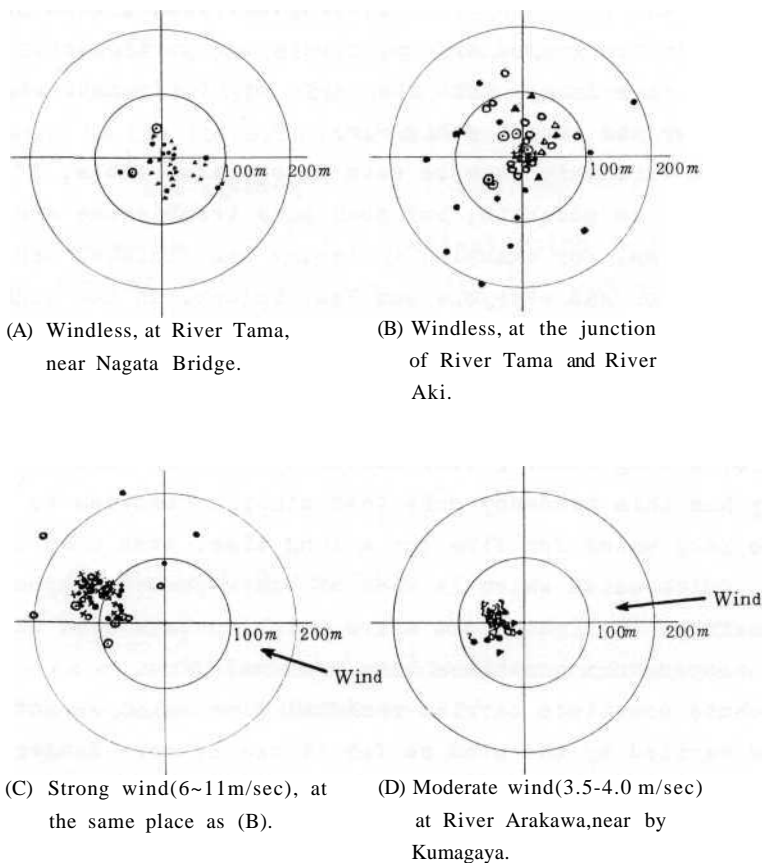 100m 200m
100m 200m
(A) Windless, at River Tama,
near Nagata Bridge.
(B) Windless, at the junction
of River Tama and River
Aki.
100m 200m
Wind
100m 200m
Wind
(C) Strong wind(6~11m/sec), at
the same place as (B).
(D) Moderate wind(3.5-4.0 m/sec)
at River Arakawa,near by
Kumagaya.